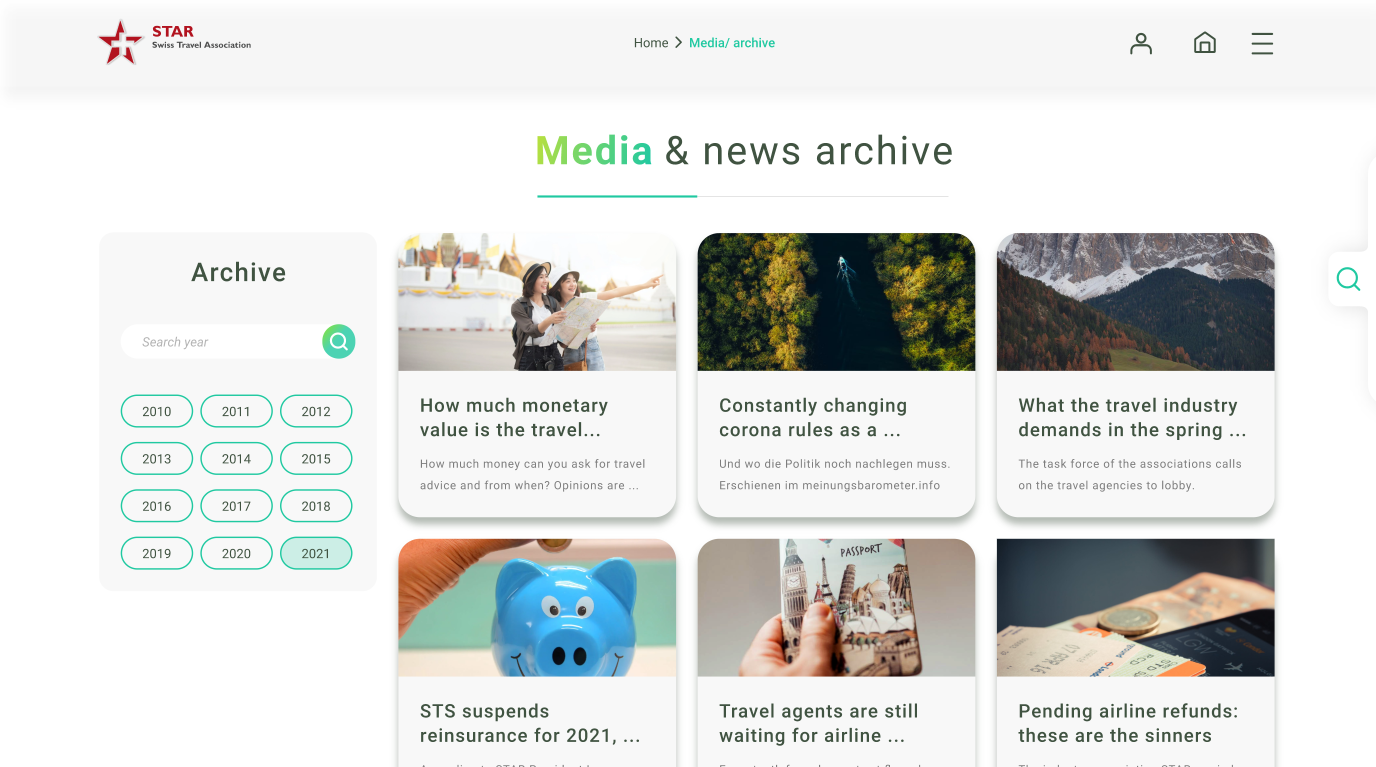 STAR
Swiss Travel Association
Home
Media/ archive
Media & news archive
Archive
Search year
2010
2011
2012
2013
2014
2015
2016
2017
2018
2019
2020
2021
How much monetary
value is the travel...
How much money can you ask for travel
advice and from when? Opinions are ...
Constantly changing
corona rules as a ...
Und wo die Politik noch nachlegen muss.
Erschienen im meinungsbarometer.info
What the travel industry
demands in the spring ...
The task force of the associations calls
on the travel agencies to lobby.
STS suspends
reinsurance for 2021, ...
PASSPORT
Travel agents are still
waiting for airline ...
Pending airline refunds:
these are the sinners